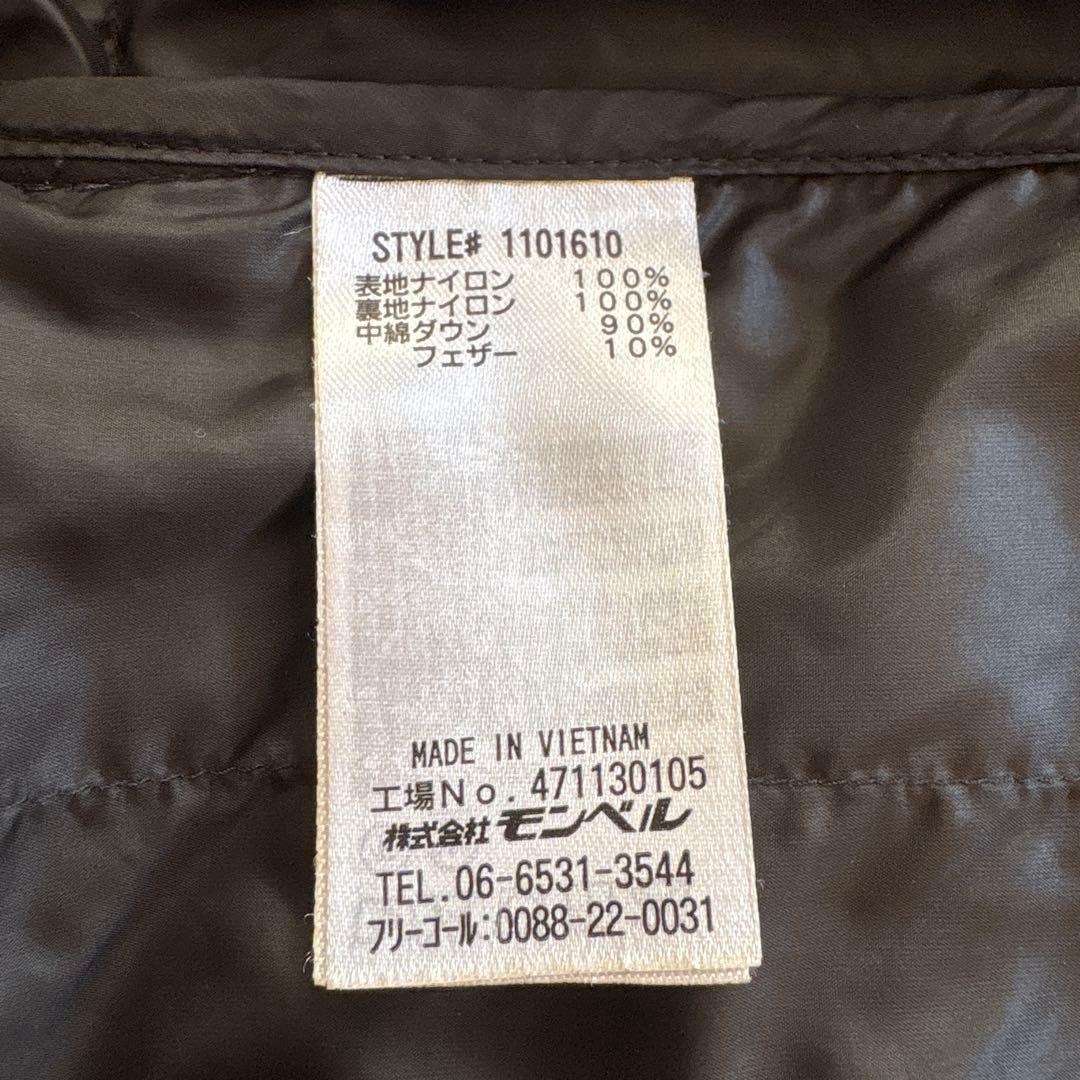 STYLE# 1101610
表地ナイロン 100%
裏地ナイロン 100%
中綿ダウン 90%
フェザー 10%
MADE IN VIETNAM
工場No. 471130105
株式会社モンベル
TEL.06-6531-3544
フリーコール:0088-22-0031